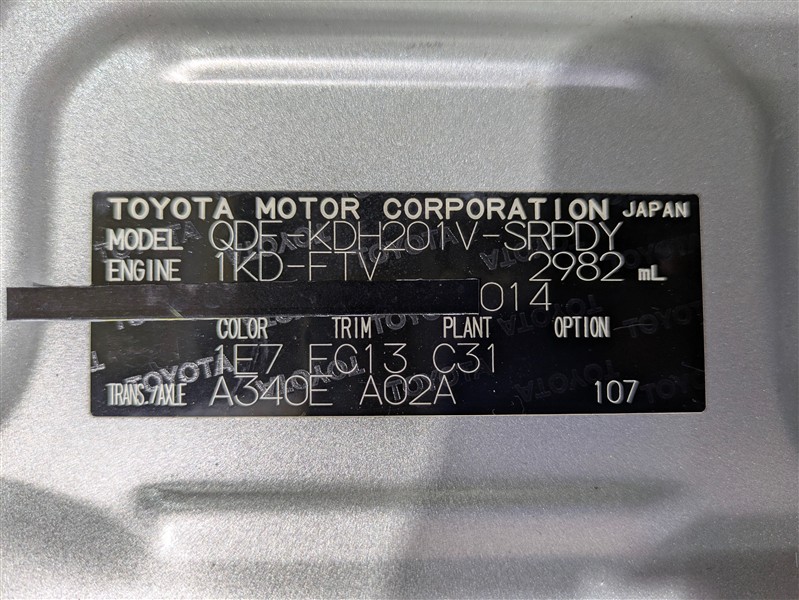 TOYOTA MOTOR CORPORATION JAPAN
MODEL QDF-KDH201V-SRPDY
ENGINE 1KD-FTV 2982 mL
014
COLOR TRIM PLANT OPTION
1E7 FC13 C31
TRANS./AXLE A340E A02A 107